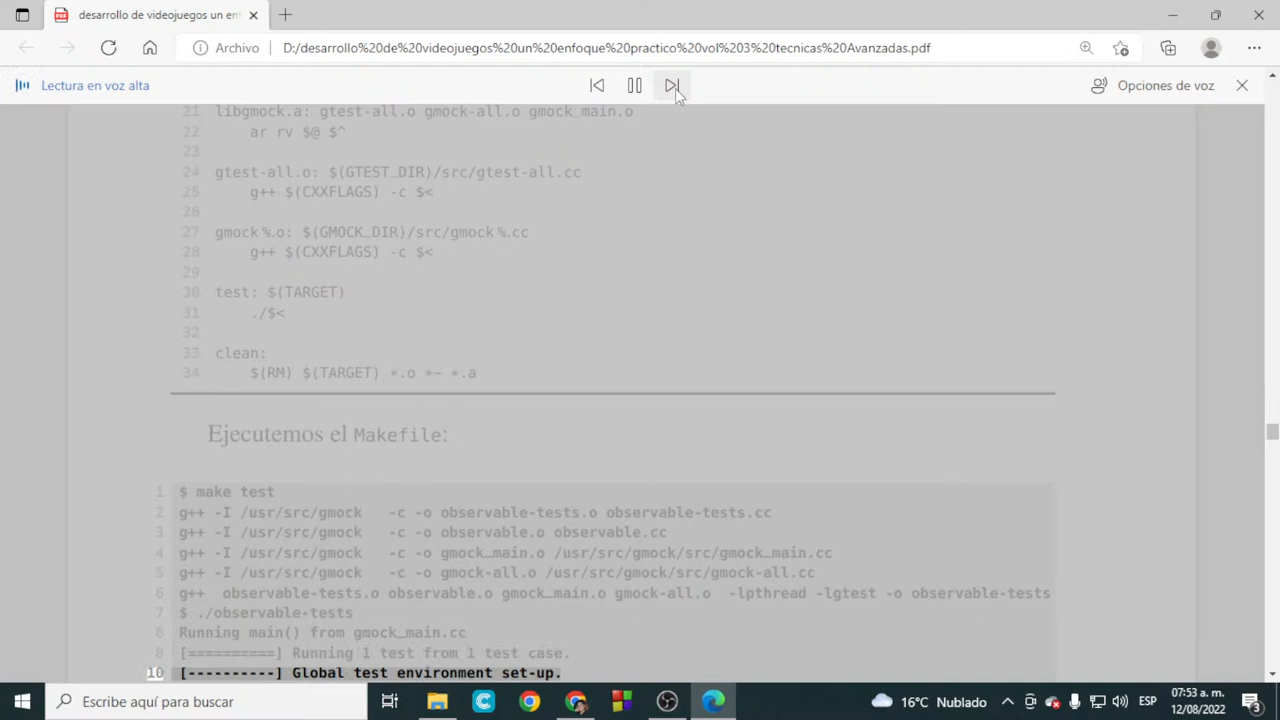 desarrollo de videojuegos un en
Archivo
D:/desarrollo%20de%20videojuegos%20un%20enfoque%20practico%20vol%203%20tecnicas%20Avanzadas.pdf
Lectura en voz alta
Opciones de voz
21 libgmock.a: gtest-all.o gmock-all.o gmock_main.o
22 ar rv $@ $^
23
24 gtest-all.o: $(GTEST_DIR)/src/gtest-all.cc
25 g++ $(CXXFLAGS) -c $<
26
27 gmock%.o: $(GMOCK_DIR)/src/gmock%.cc
28 g++ $(CXXFLAGS) -c $<
29
30 test: $(TARGET)
31 ./$<
32
33 clean:
34 $(RM) $(TARGET) *.o *~ *.a
Ejecutemos el Makefile:
1 $ make test
2 g++ -I /usr/src/gmock -c -o observable-tests.o observable-tests.cc
3 g++ -I /usr/src/gmock -c -o observable.o observable.cc
4 g++ -I /usr/src/gmock -c -o gmock_main.o /usr/src/gmock/src/gmock_main.cc
5 g++ -I /usr/src/gmock -c -o gmock-all.o /usr/src/gmock/src/gmock-all.cc
6 g++ observable-tests.o observable.o gmock_main.o gmock-all.o -lpthread -lgtest -o observable-tests
7 $ ./observable-tests
8 Running main() from gmock_main.cc
8 [==========] Running 1 test from 1 test case.
10 [----------] Global test environment set-up.
Escribe aquí para buscar
16°C Nublado
ESP
07:53 a. m.
12/08/2022
3